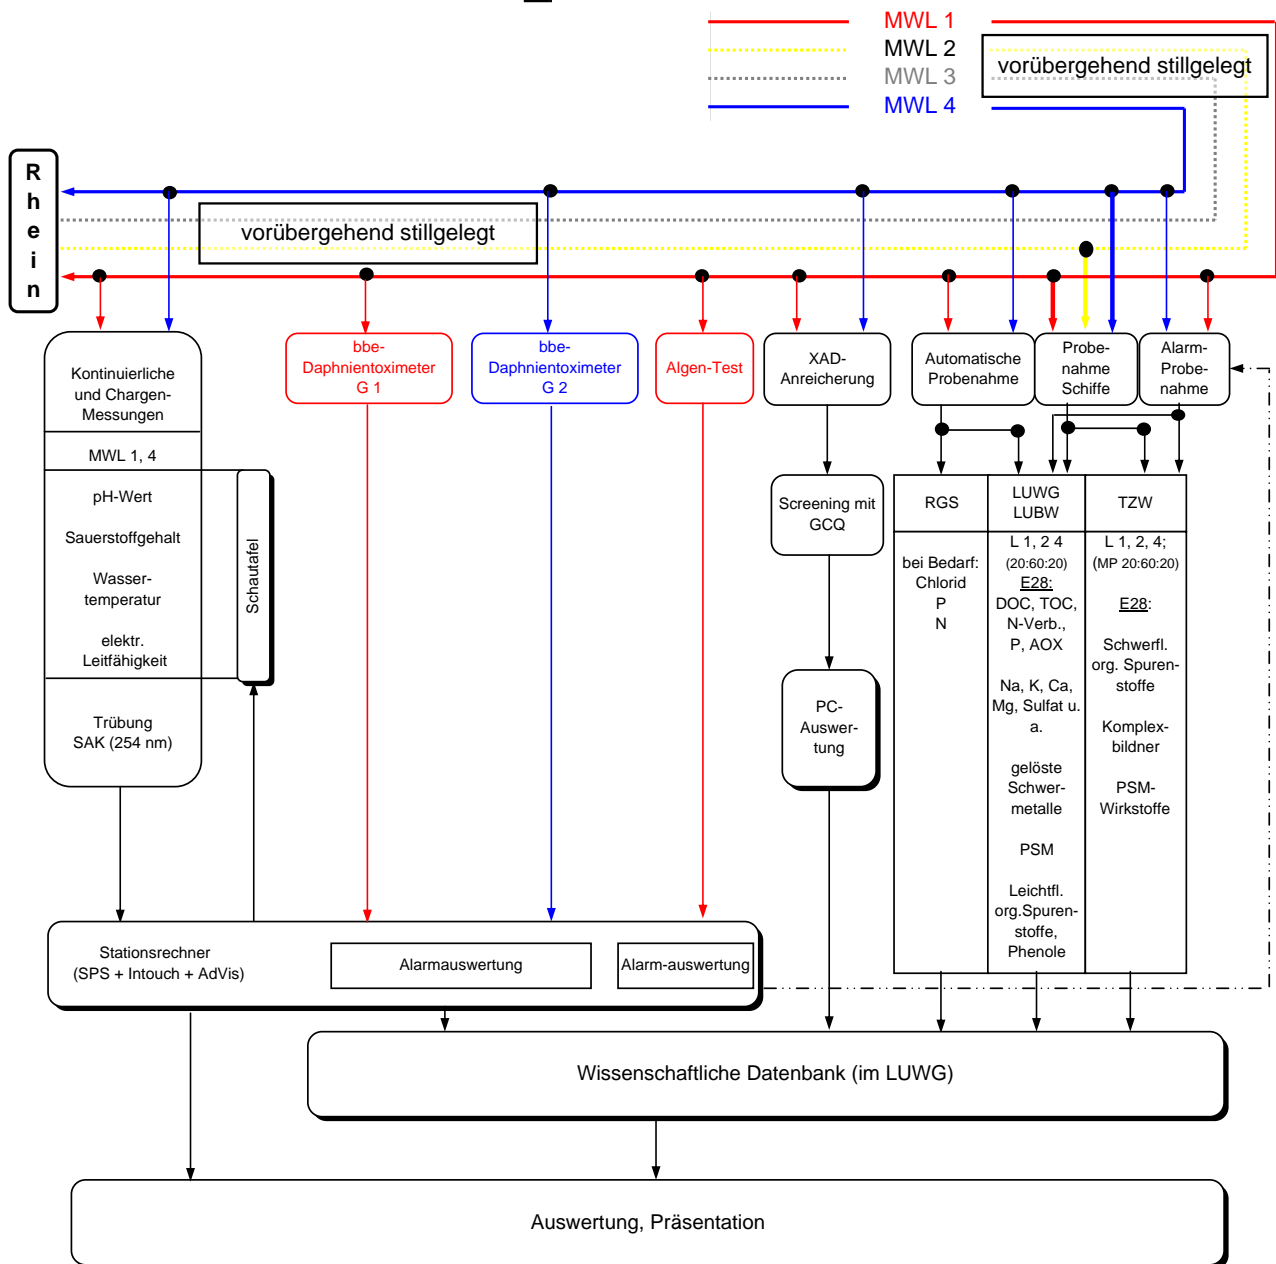 MWL 1
MWL 2
MWL 3
MWL 4
vorübergehend stillgelegt
R
h
e
i
n
vorübergehend stillgelegt
Kontinuierliche
und Chargen-
Messungen
MWL 1, 4
pH-Wert
Sauerstoffgehalt
Wasser-
temperatur
elektr.
Leitfähigkeit
Trübung
SAK (254 nm)
Schautafel
bbe-
Daphnientoximeter
G 1
bbe-
Daphnientoximeter
G 2
Algen-Test
XAD-
Anreicherung
Automatische
Probenahme
Probe-
nahme
Schiffe
Alarm-
Probe-
nahme
Screening mit
GCQ
PC-
Auswer-
tung
RGS
bei Bedarf:
Chlorid
P
N
LUWG
LUBW
L 1, 2 4
(20:60:20)
E28:
DOC, TOC,
N-Verb.,
P, AOX
Na, K, Ca,
Mg, Sulfat u.
a.
gelöste
Schwer-
metalle
PSM
Leichtfl.
org.Spuren-
stoffe,
Phenole
TZW
L 1, 2, 4;
(MP 20:60:20)
E28:
Schwerfl.
org. Spuren-
stoffe
Komplex-
bildner
PSM-
Wirkstoffe
Stationsrechner
(SPS + Intouch + AdVis)
Alarmauswertung
Alarm-auswertung
Wissenschaftliche Datenbank (im LUWG)
Auswertung, Präsentation